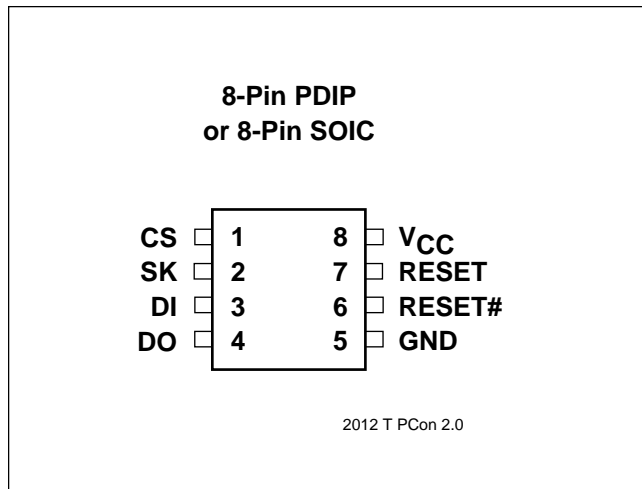 8-Pin PDIP
or 8-Pin SOIC
CS 1 8 VCC
SK 2 7 RESET
DI 3 6 RESET#
DO 4 5 GND
2012 T PCon 2.0